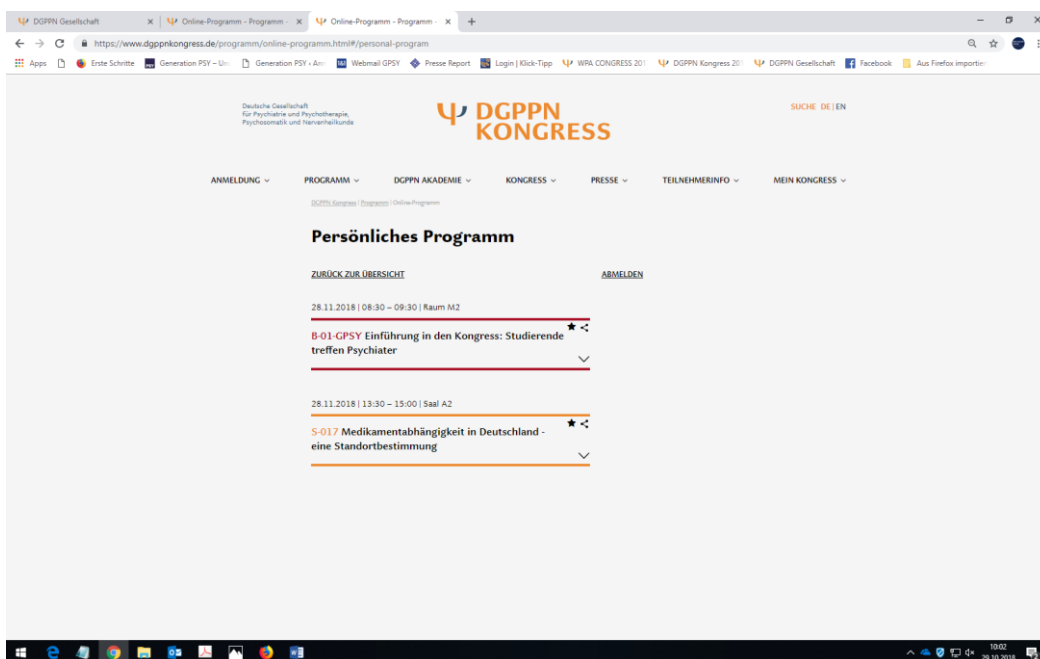 DGPPN Gesellschaft
Online-Programm - Programm -
Online-Programm - Programm -
https://www.dgppnkongress.de/programm/online-programm.html#/personal-program
Apps Erste Schritte Generation PSY – Um Generation PSY ‹ Anm Webmail GPSY Presse Report Login | Klick-Tipp WPA CONGRESS 201 DGPPN Kongress 20 DGPPN Gesellschaft Facebook Aus Firefox importier
Deutsche Gesellschaft
für Psychiatrie und Psychotherapie,
Psychosomatik und Nervenheilkunde
DGPPN
KONGRESS
SUCHE DE | EN
ANMELDUNG PROGRAMM DGPPN AKADEMIE KONGRESS PRESSE TEILNEHMERINFO MEIN KONGRESS
DGPPN Kongress | Programm | Online-Programm
Persönliches Programm
ZURÜCK ZUR ÜBERSICHT ABMELDEN
28.11.2018 | 08:30 – 09:30 | Raum M2
B-01-GPSY Einführung in den Kongress: Studierende
treffen Psychiater
28.11.2018 | 13:30 – 15:00 | Saal A2
S-017 Medikamentabhängigkeit in Deutschland -
eine Standortbestimmung
10:02
29.10.2018